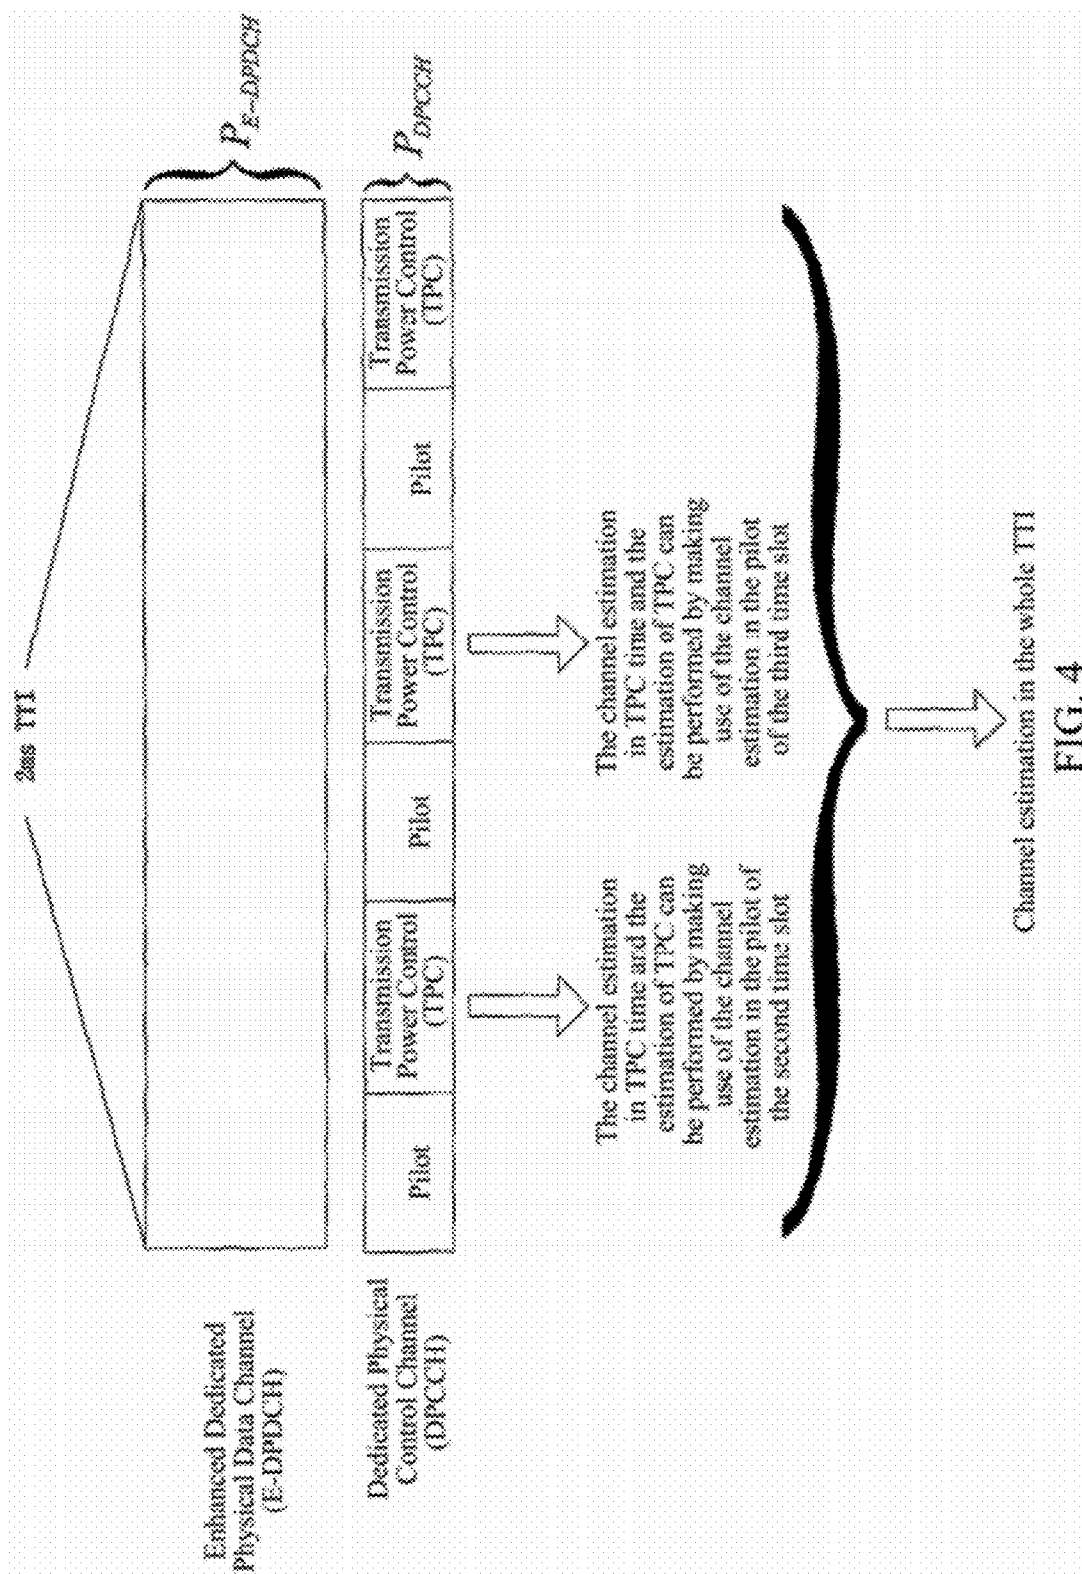 2ms TTI
Enhanced Dedicated
Physical Data Channel
(E-DPDCH)
P E-DPDCH
Dedicated Physical
Control Channel
(DPCCH)
Pilot
Transmission
Power Control
(TPC)
Pilot
Transmission
Power Control
(TPC)
Pilot
Transmission
Power Control
(TPC)
P DPCCH
The channel estimation
in TPC time and the
estimation of TPC can
be performed by making
use of the channel
estimation in the pilot of
the second time slot
The channel estimation
in TPC time and the
estimation of TPC can
be performed by making
use of the channel
estimation in the pilot
of the third time slot
Channel estimation in the whole TTI
FIG. 4